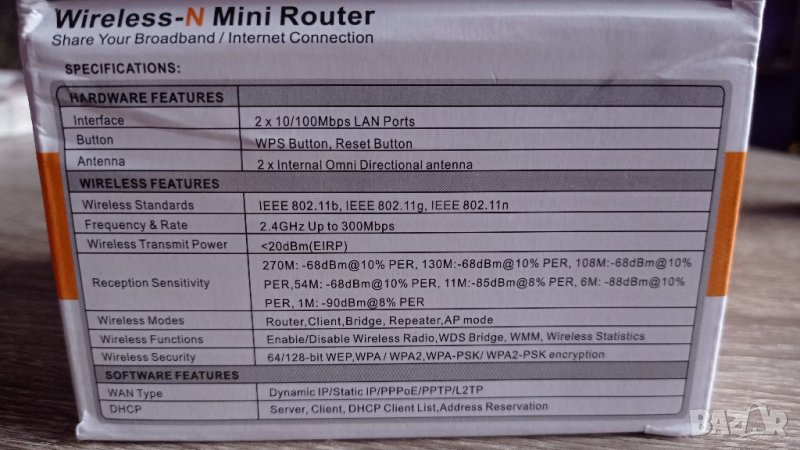 Wireless-N Mini Router
Share Your Broadband / Internet Connection
SPECIFICATIONS:
HARDWARE FEATURES
Interface 2 x 10/100Mbps LAN Ports
Button WPS Button, Reset Button
Antenna 2 x Internal Omni Directional antenna
WIRELESS FEATURES
Wireless Standards IEEE 802.11b, IEEE 802.11g, IEEE 802.11n
Frequency & Rate 2.4GHz Up to 300Mbps
Wireless Transmit Power <20dBm(EIRP)
Reception Sensitivity 270M: -68dBm@10% PER, 130M:-68dBm@10% PER, 108M:-68dBm@10%
PER,54M: -68dBm@10% PER, 11M:-85dBm@8% PER, 6M: -88dBm@10%
PER, 1M: -90dBm@8% PER
Wireless Modes Router,Client,Bridge, Repeater,AP mode
Wireless Functions Enable/Disable Wireless Radio,WDS Bridge, WMM, Wireless Statistics
Wireless Security 64/128-bit WEP,WPA / WPA2,WPA-PSK/ WPA2-PSK encryption
SOFTWARE FEATURES
WAN Type Dynamic IP/Static IP/PPPoE/PPTP/L2TP
DHCP Server, Client, DHCP Client List,Address Reservation
BAZAR